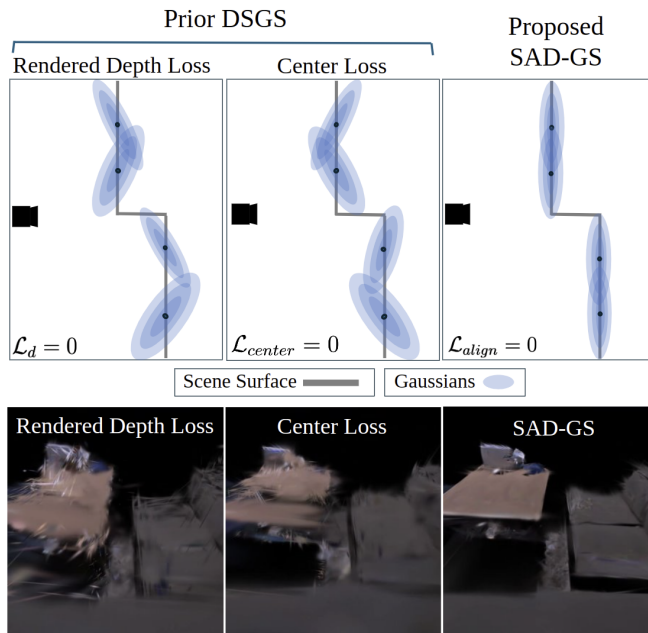 Prior DSGS
Proposed
SAD-GS
Rendered Depth Loss
Center Loss
𝓛_d = 0
𝓛_center = 0
𝓛_align = 0
Scene Surface
Gaussians
Rendered Depth Loss
Center Loss
SAD-GS